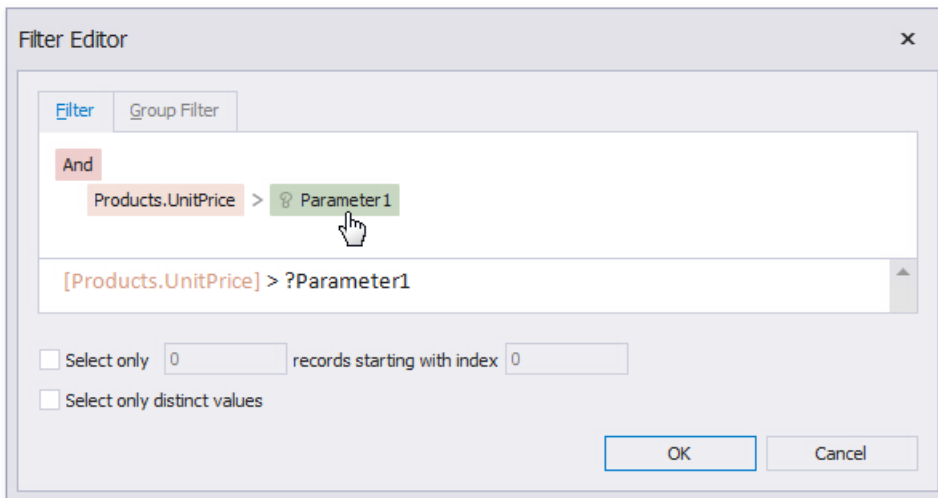 Filter Editor
Filter Group Filter
And
Products.UnitPrice > Parameter1
[Products.UnitPrice] > ?Parameter1
Select only 0 records starting with index 0
Select only distinct values
OK Cancel